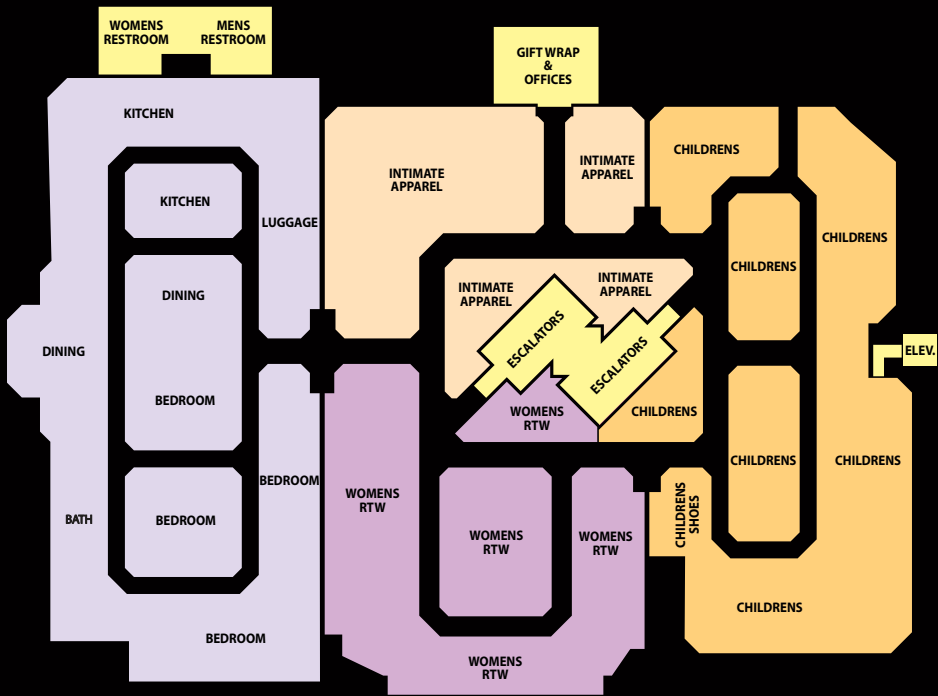 WOMENS
RESTROOM
MENS
RESTROOM
GIFT WRAP
&
OFFICES
KITCHEN
INTIMATE
APPAREL
INTIMATE
APPAREL
CHILDRENS
KITCHEN
LUGGAGE
CHILDRENS
CHILDRENS
DINING
INTIMATE
APPAREL
INTIMATE
APPAREL
ESCALATORS
ESCALATORS
DINING
ELEV.
BEDROOM
WOMENS
RTW
CHILDRENS
BEDROOM
WOMENS
RTW
CHILDRENS
CHILDRENS
BATH
BEDROOM
WOMENS
RTW
WOMENS
RTW
CHILDRENS
SHOES
CHILDRENS
BEDROOM
WOMENS
RTW